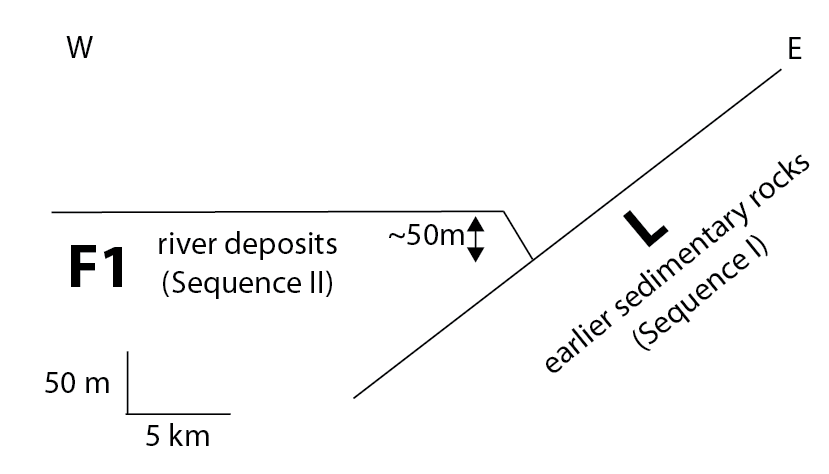 W
E
~50m
F1
river deposits
(Sequence II)
L
earlier sedimentary rocks
(Sequence I)
50 m
5 km